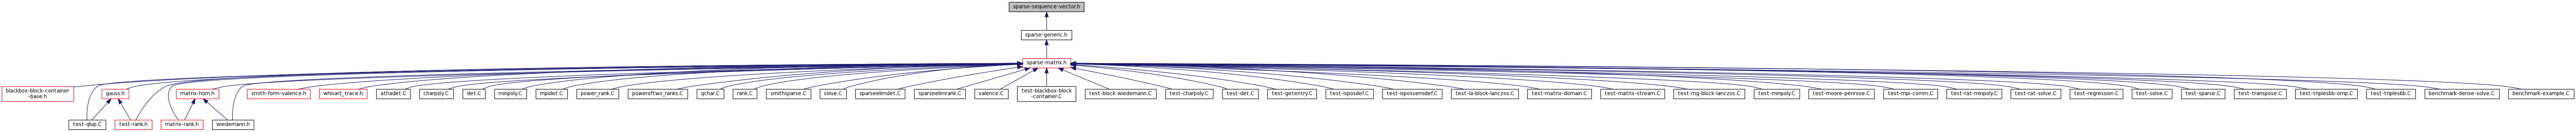 sparse-sequence-vector.h
sparse-generic.h
sparse-matrix.h
blackbox-block-container
-base.h
gauss.h
matrix-hom.h
smith-form-valence.h
whisart_trace.h
athadet.C
charpoly.C
det.C
minpoly.C
mpidet.C
power_rank.C
poweroftwo_ranks.C
qchar.C
rank.C
smithsparse.C
solve.C
sparseelimdet.C
sparseelimrank.C
valence.C
test-blackbox-block
-container.C
test-block-wiedemann.C
test-charpoly.C
test-det.C
test-getentry.C
test-isposdef.C
test-ispossemidef.C
test-la-block-lanczos.C
test-matrix-domain.C
test-matrix-stream.C
test-mg-block-lanczos.C
test-minpoly.C
test-moore-penrose.C
test-mpi-comm.C
test-rat-minpoly.C
test-rat-solve.C
test-regression.C
test-solve.C
test-sparse.C
test-transpose.C
test-triplesbb-omp.C
test-triplesbb.C
benchmark-dense-solve.C
benchmark-example.C
test-qlup.C
test-rank.h
matrix-rank.h
wiedemann.h